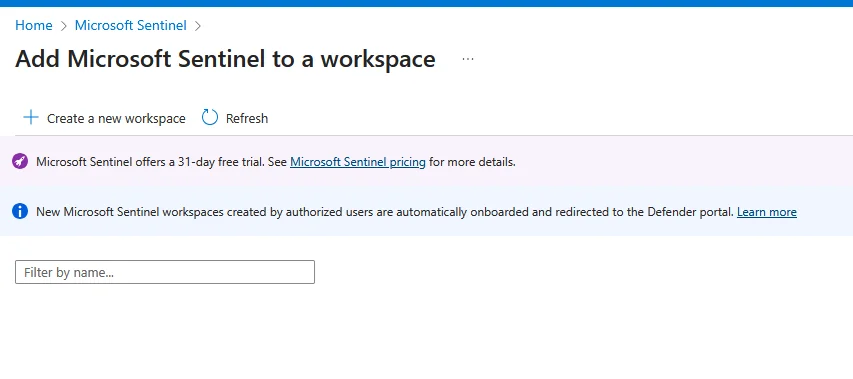 Home > Microsoft Sentinel >
Add Microsoft Sentinel to a workspace ...
+ Create a new workspace Refresh
Microsoft Sentinel offers a 31-day free trial. See Microsoft Sentinel pricing for more details.
New Microsoft Sentinel workspaces created by authorized users are automatically onboarded and redirected to the Defender portal. Learn more
Filter by name...